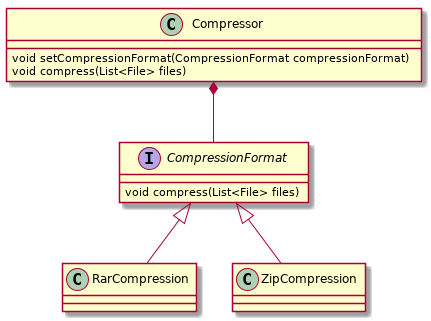 C Compressor
void setCompressionFormat(CompressionFormat compressionFormat)
void compress(List<File> files)
I CompressionFormat
void compress(List<File> files)
C RarCompression
C ZipCompression